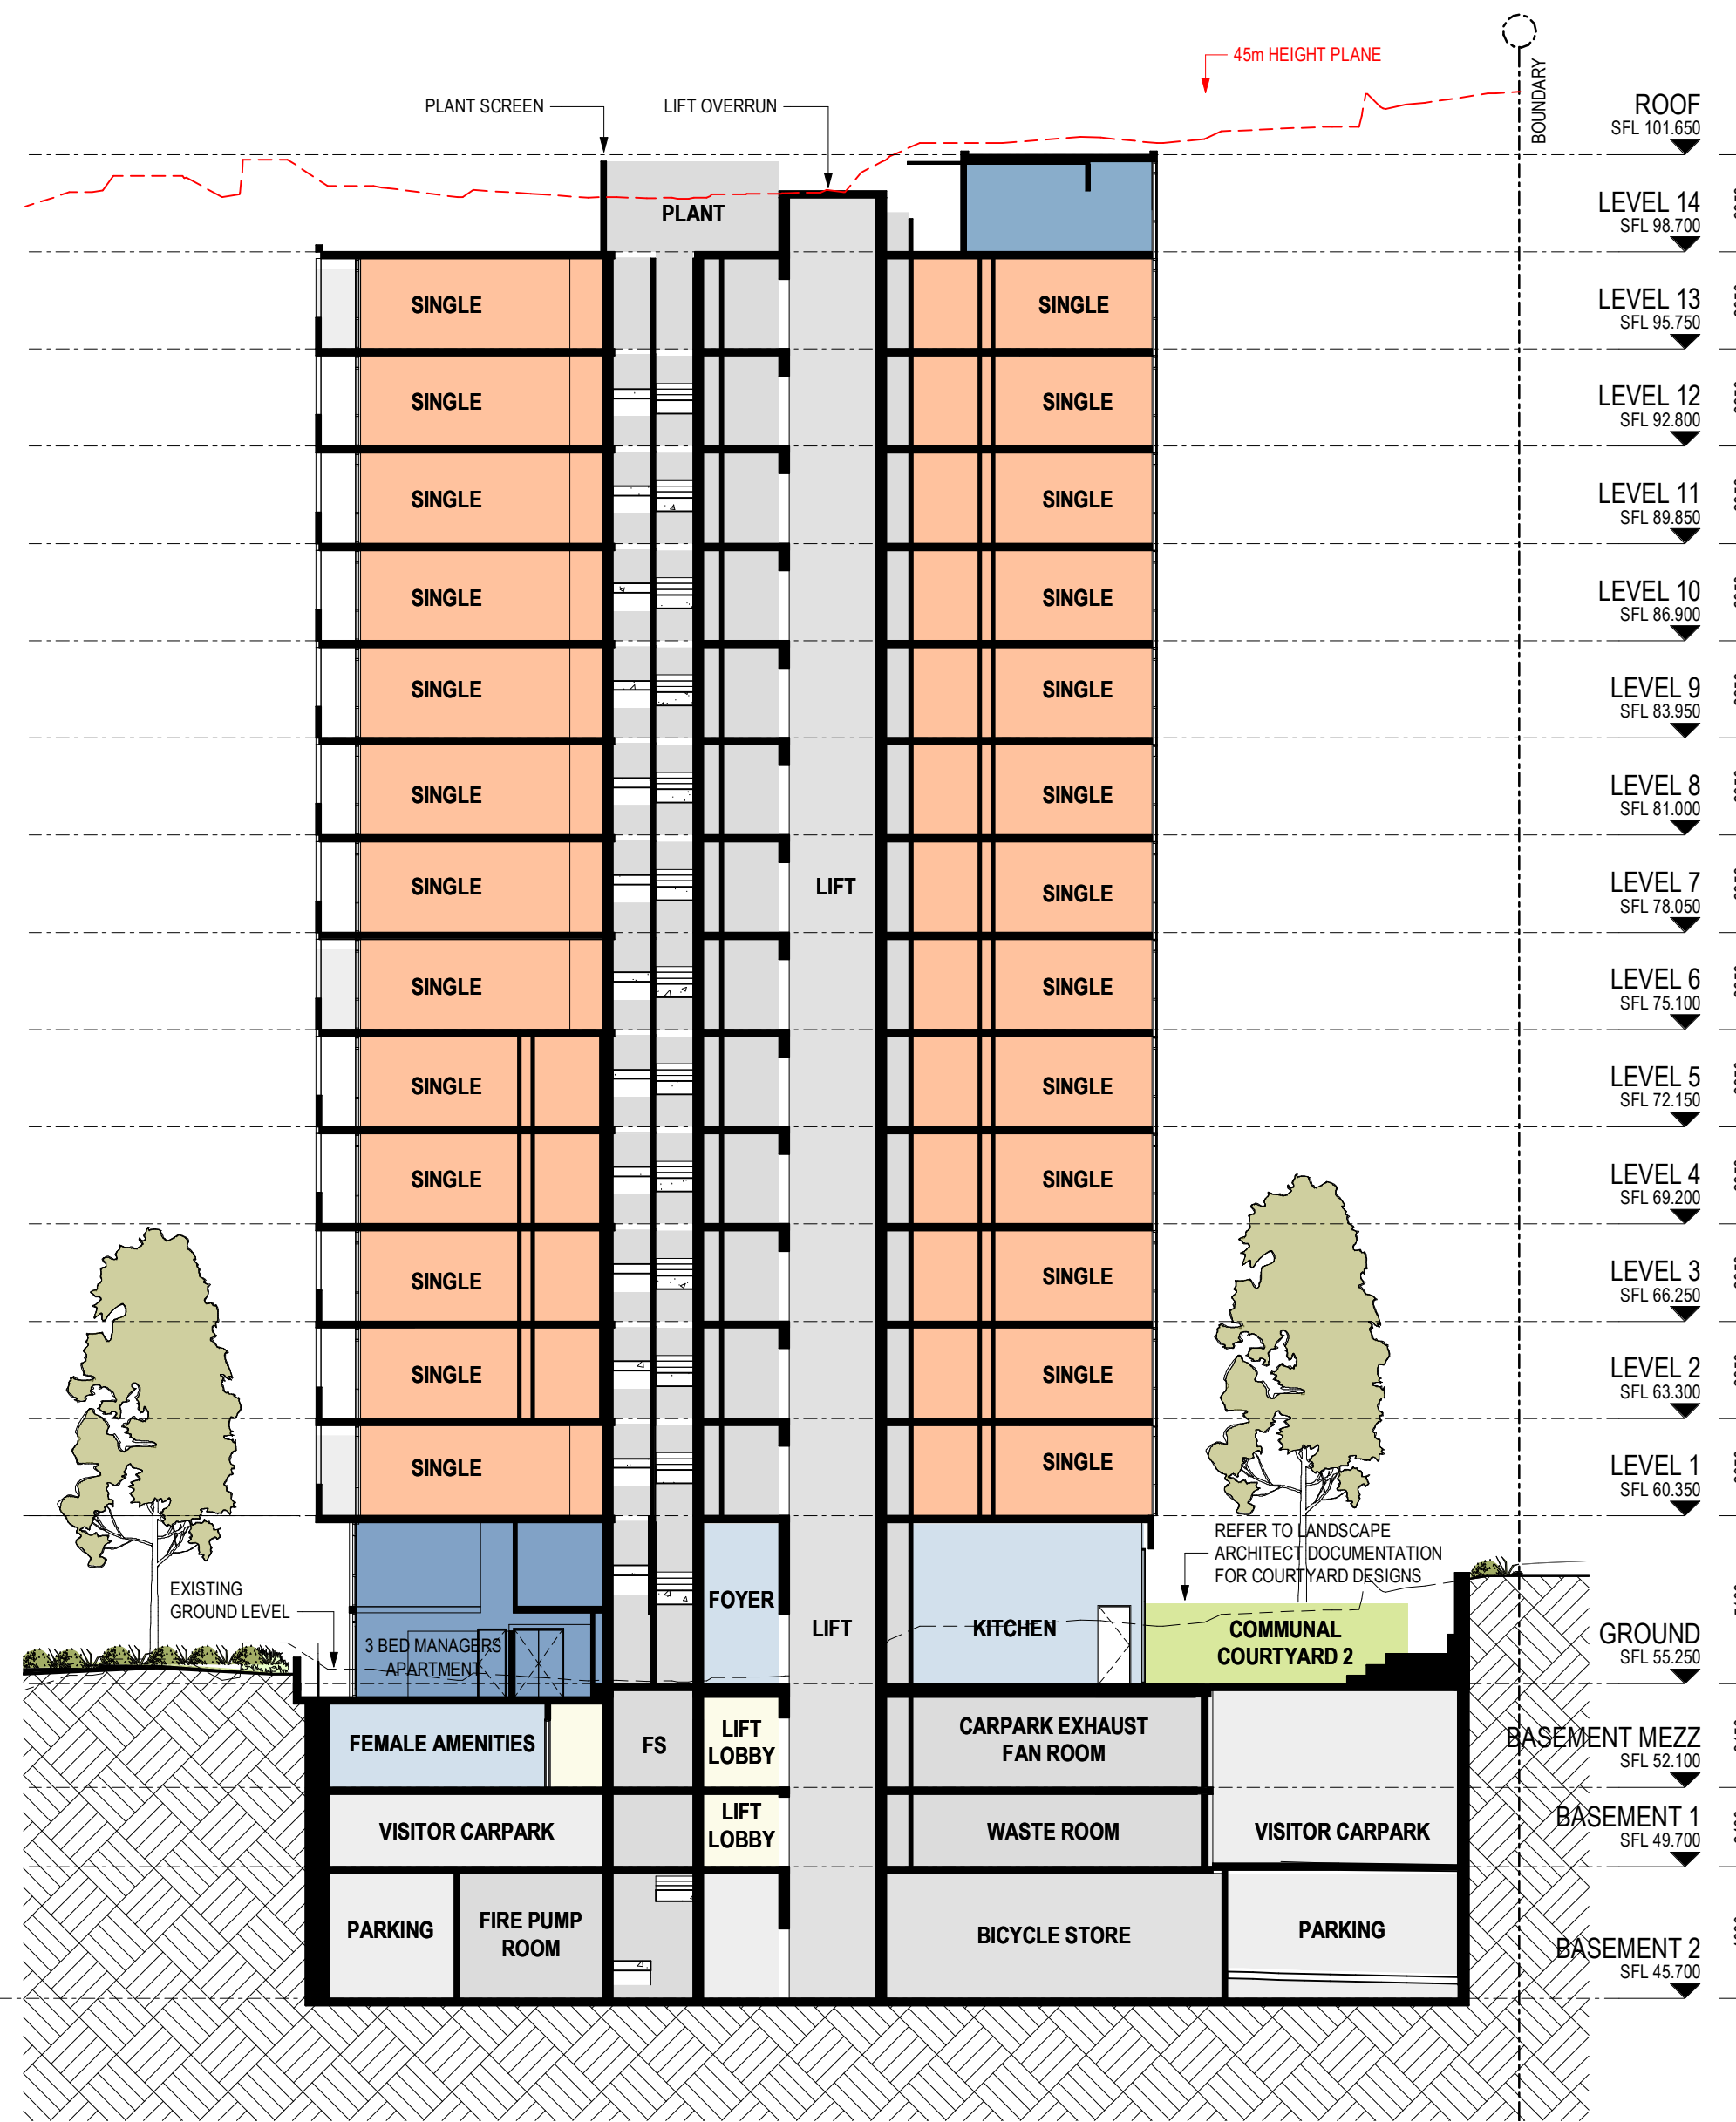 45m HEIGHT PLANE
BOUNDARY
PLANT SCREEN
LIFT OVERRUN
ROOF
SFL 101.650
PLANT
LEVEL 14
SFL 98.700
SINGLE
SINGLE
LEVEL 13
SFL 95.750
SINGLE
SINGLE
LEVEL 12
SFL 92.800
SINGLE
SINGLE
LEVEL 11
SFL 89.850
SINGLE
SINGLE
LEVEL 10
SFL 86.900
SINGLE
SINGLE
LEVEL 9
SFL 83.950
SINGLE
SINGLE
LEVEL 8
SFL 81.000
SINGLE
LIFT
SINGLE
LEVEL 7
SFL 78.050
SINGLE
SINGLE
LEVEL 6
SFL 75.100
SINGLE
SINGLE
LEVEL 5
SFL 72.150
SINGLE
SINGLE
LEVEL 4
SFL 69.200
SINGLE
SINGLE
LEVEL 3
SFL 66.250
SINGLE
SINGLE
LEVEL 2
SFL 63.300
SINGLE
SINGLE
LEVEL 1
SFL 60.350
REFER TO LANDSCAPE
ARCHITECT DOCUMENTATION
FOR COURTYARD DESIGNS
EXISTING
GROUND LEVEL
3 BED MANAGERS
APARTMENT
FOYER
LIFT
KITCHEN
COMMUNAL
COURTYARD 2
GROUND
SFL 55.250
FEMALE AMENITIES
FS
LIFT
LOBBY
CARPARK EXHAUST
FAN ROOM
BASEMENT MEZZ
SFL 52.100
VISITOR CARPARK
LIFT
LOBBY
WASTE ROOM
VISITOR CARPARK
BASEMENT 1
SFL 49.700
PARKING
FIRE PUMP
ROOM
BICYCLE STORE
PARKING
BASEMENT 2
SFL 45.700